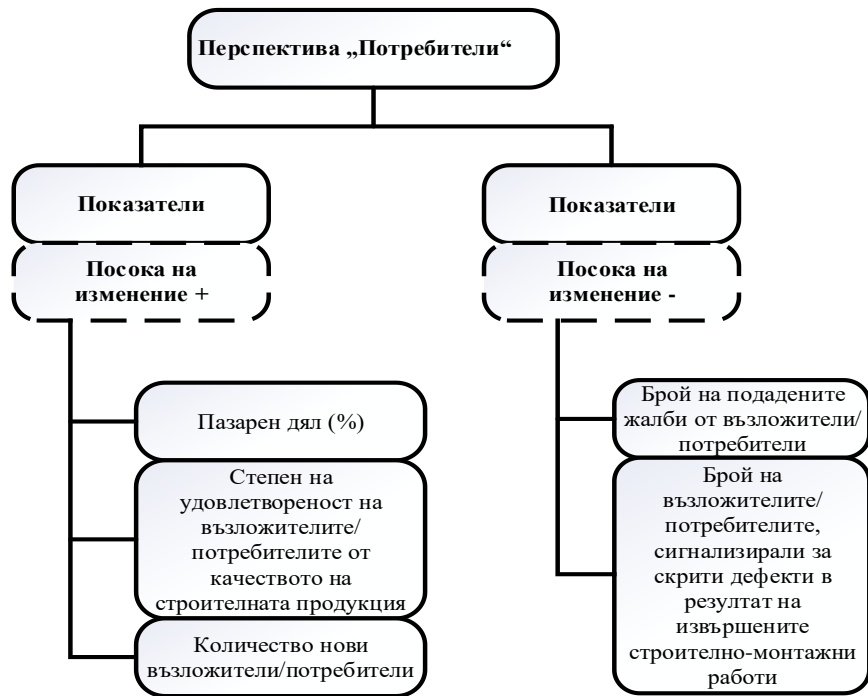 Перспектива „Потребители“
Показатели
Посока на
изменение +
Пазарен дял (%)
Степен на
удовлетвореност на
възложителите/
потребителите от
качеството на
строителната продукция
Количество нови
възложители/потребители
Показатели
Посока на
изменение -
Брой на подадените
жалби от възложители/
потребители
Брой на
възложителите/
потребителите,
сигнализирали за
скрити дефекти в
резултат на
извършените
строително-монтажни
работи